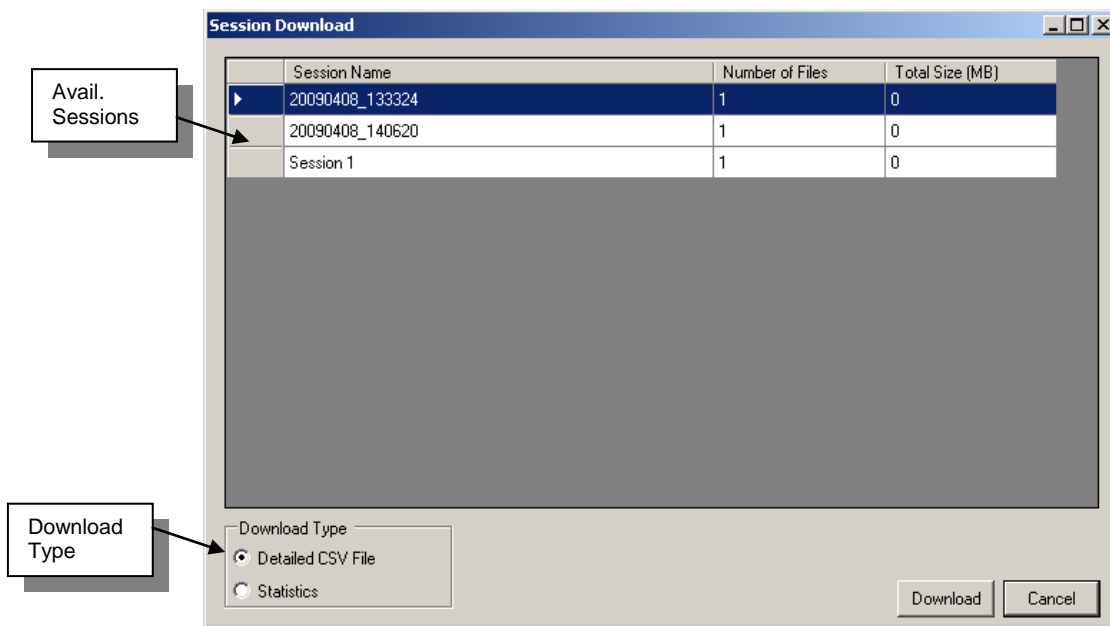 Session Download
Session Name Number of Files Total Size (MB)
20090408_133324 1 0
20090408_140620 1 0
Session 1 1 0
Avail.
Sessions
Download Type
Detailed CSV File
Statistics
Download
Type
Download Cancel